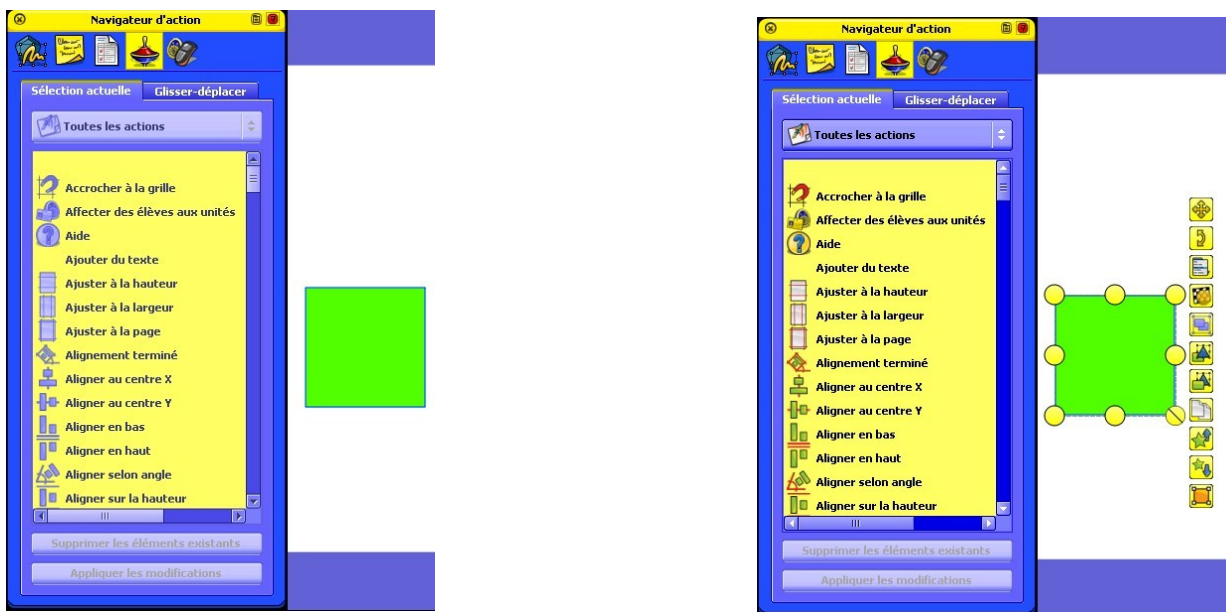 Navigateur d'action
Sélection actuelle
Glisser-déplacer
Toutes les actions
Accrocher à la grille
Affecter des élèves aux unités
Aide
Ajouter du texte
Ajuster à la hauteur
Ajuster à la largeur
Ajuster à la page
Alignement terminé
Aligner au centre X
Aligner au centre Y
Aligner en bas
Aligner en haut
Aligner selon angle
Aligner sur la hauteur
Supprimer les éléments existants
Appliquer les modifications
Navigateur d'action
Sélection actuelle
Glisser-déplacer
Toutes les actions
Accrocher à la grille
Affecter des élèves aux unités
Aide
Ajouter du texte
Ajuster à la hauteur
Ajuster à la largeur
Ajuster à la page
Alignement terminé
Aligner au centre X
Aligner au centre Y
Aligner en bas
Aligner en haut
Aligner selon angle
Aligner sur la hauteur
Supprimer les éléments existants
Appliquer les modifications